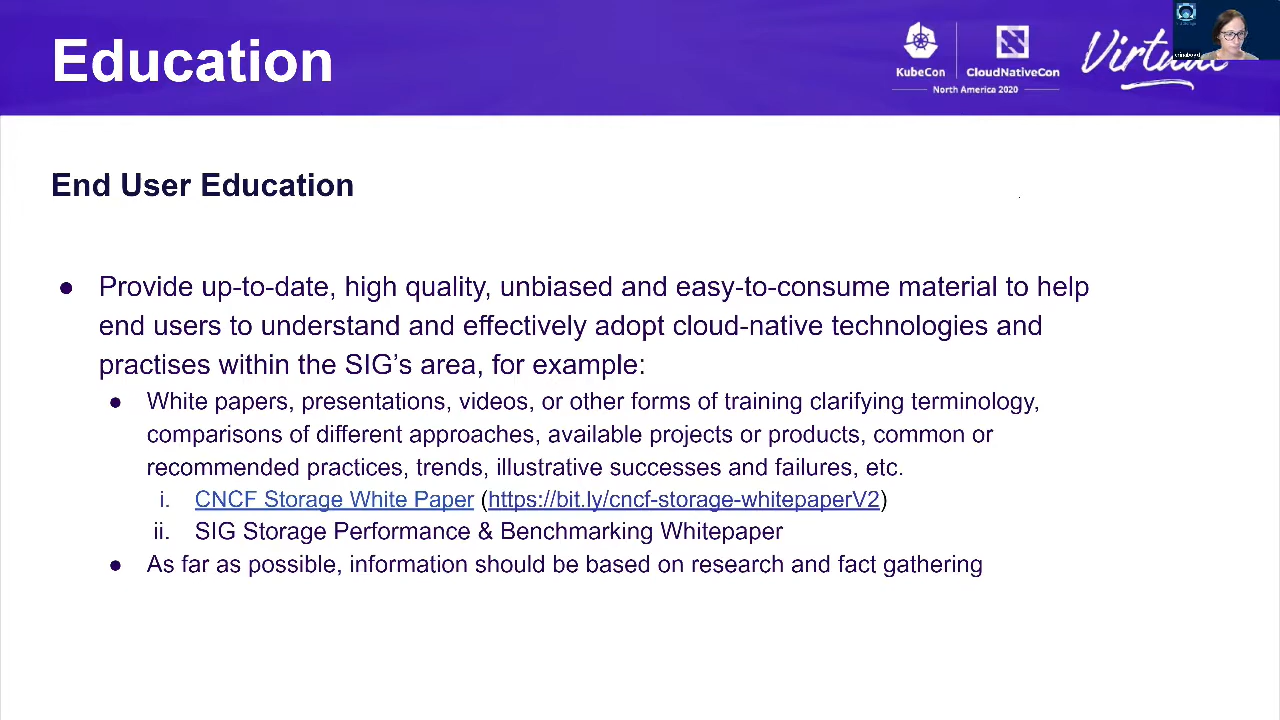 Education
KubeCon
CloudNativeCon
North America 2020
Virtual
End User Education
● Provide up-to-date, high quality, unbiased and easy-to-consume material to help
end users to understand and effectively adopt cloud-native technologies and
practises within the SIG’s area, for example:
● White papers, presentations, videos, or other forms of training clarifying terminology,
comparisons of different approaches, available projects or products, common or
recommended practices, trends, illustrative successes and failures, etc.
i. CNCF Storage White Paper (https://bit.ly/cncf-storage-whitepaperV2)
ii. SIG Storage Performance & Benchmarking Whitepaper
● As far as possible, information should be based on research and fact gathering